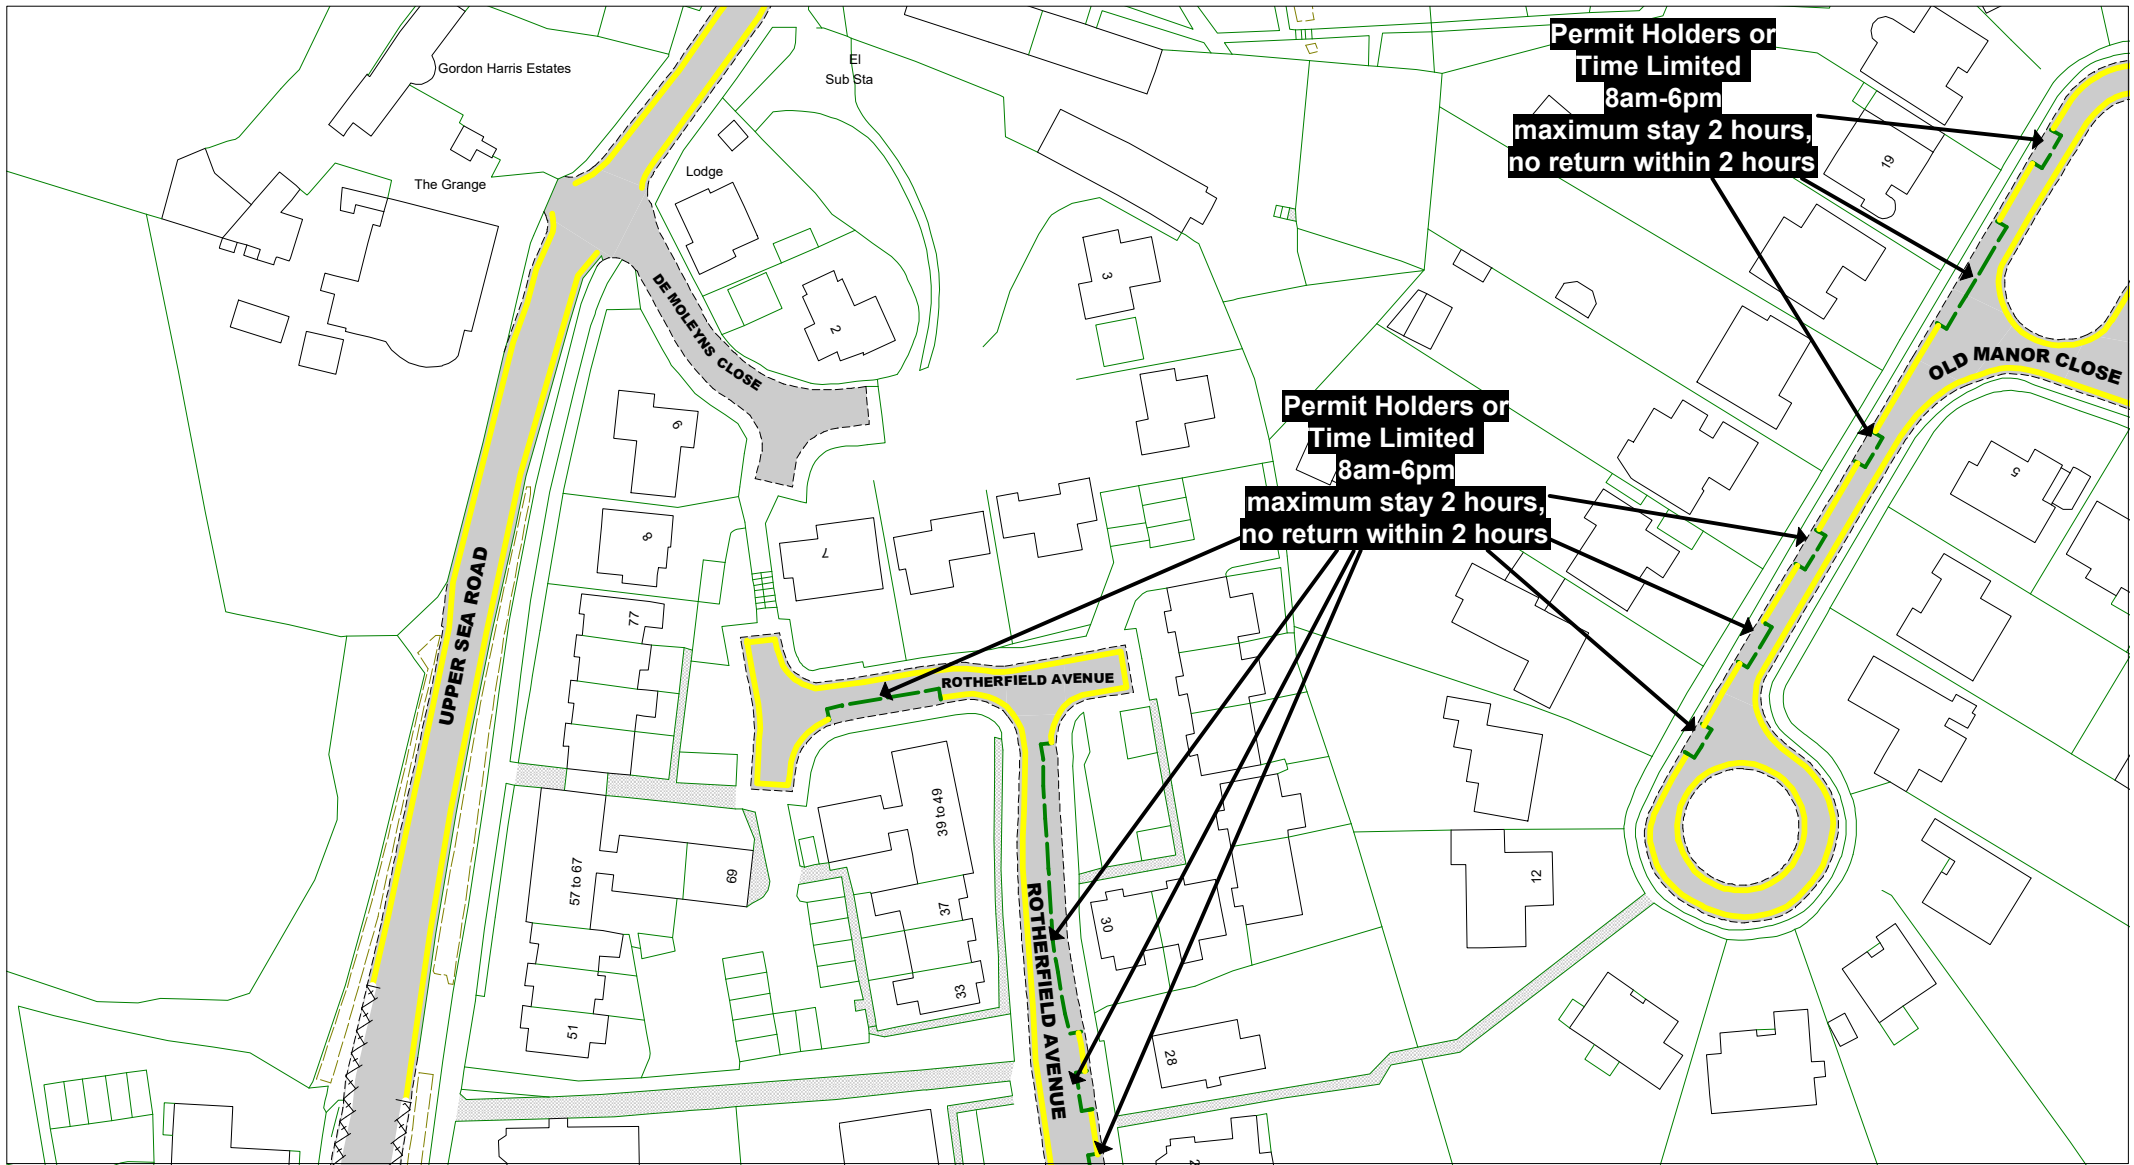 Permit Holders or
Time Limited
8am-6pm
maximum stay 2 hours,
no return within 2 hours
El
Sub Sta
Gordon Harris Estates
The Grange
Lodge
19
3
2
DE MOLEYNS CLOSE
OLD MANOR CLOSE
Permit Holders or
Time Limited
8am-6pm
maximum stay 2 hours,
no return within 2 hours
6
5
8
7
UPPER SEA ROAD
77
ROTHERFIELD AVENUE
39 to 49
57 to 67
69
37
30
12
ROTHERFIELD AVENUE
33
51
28
2